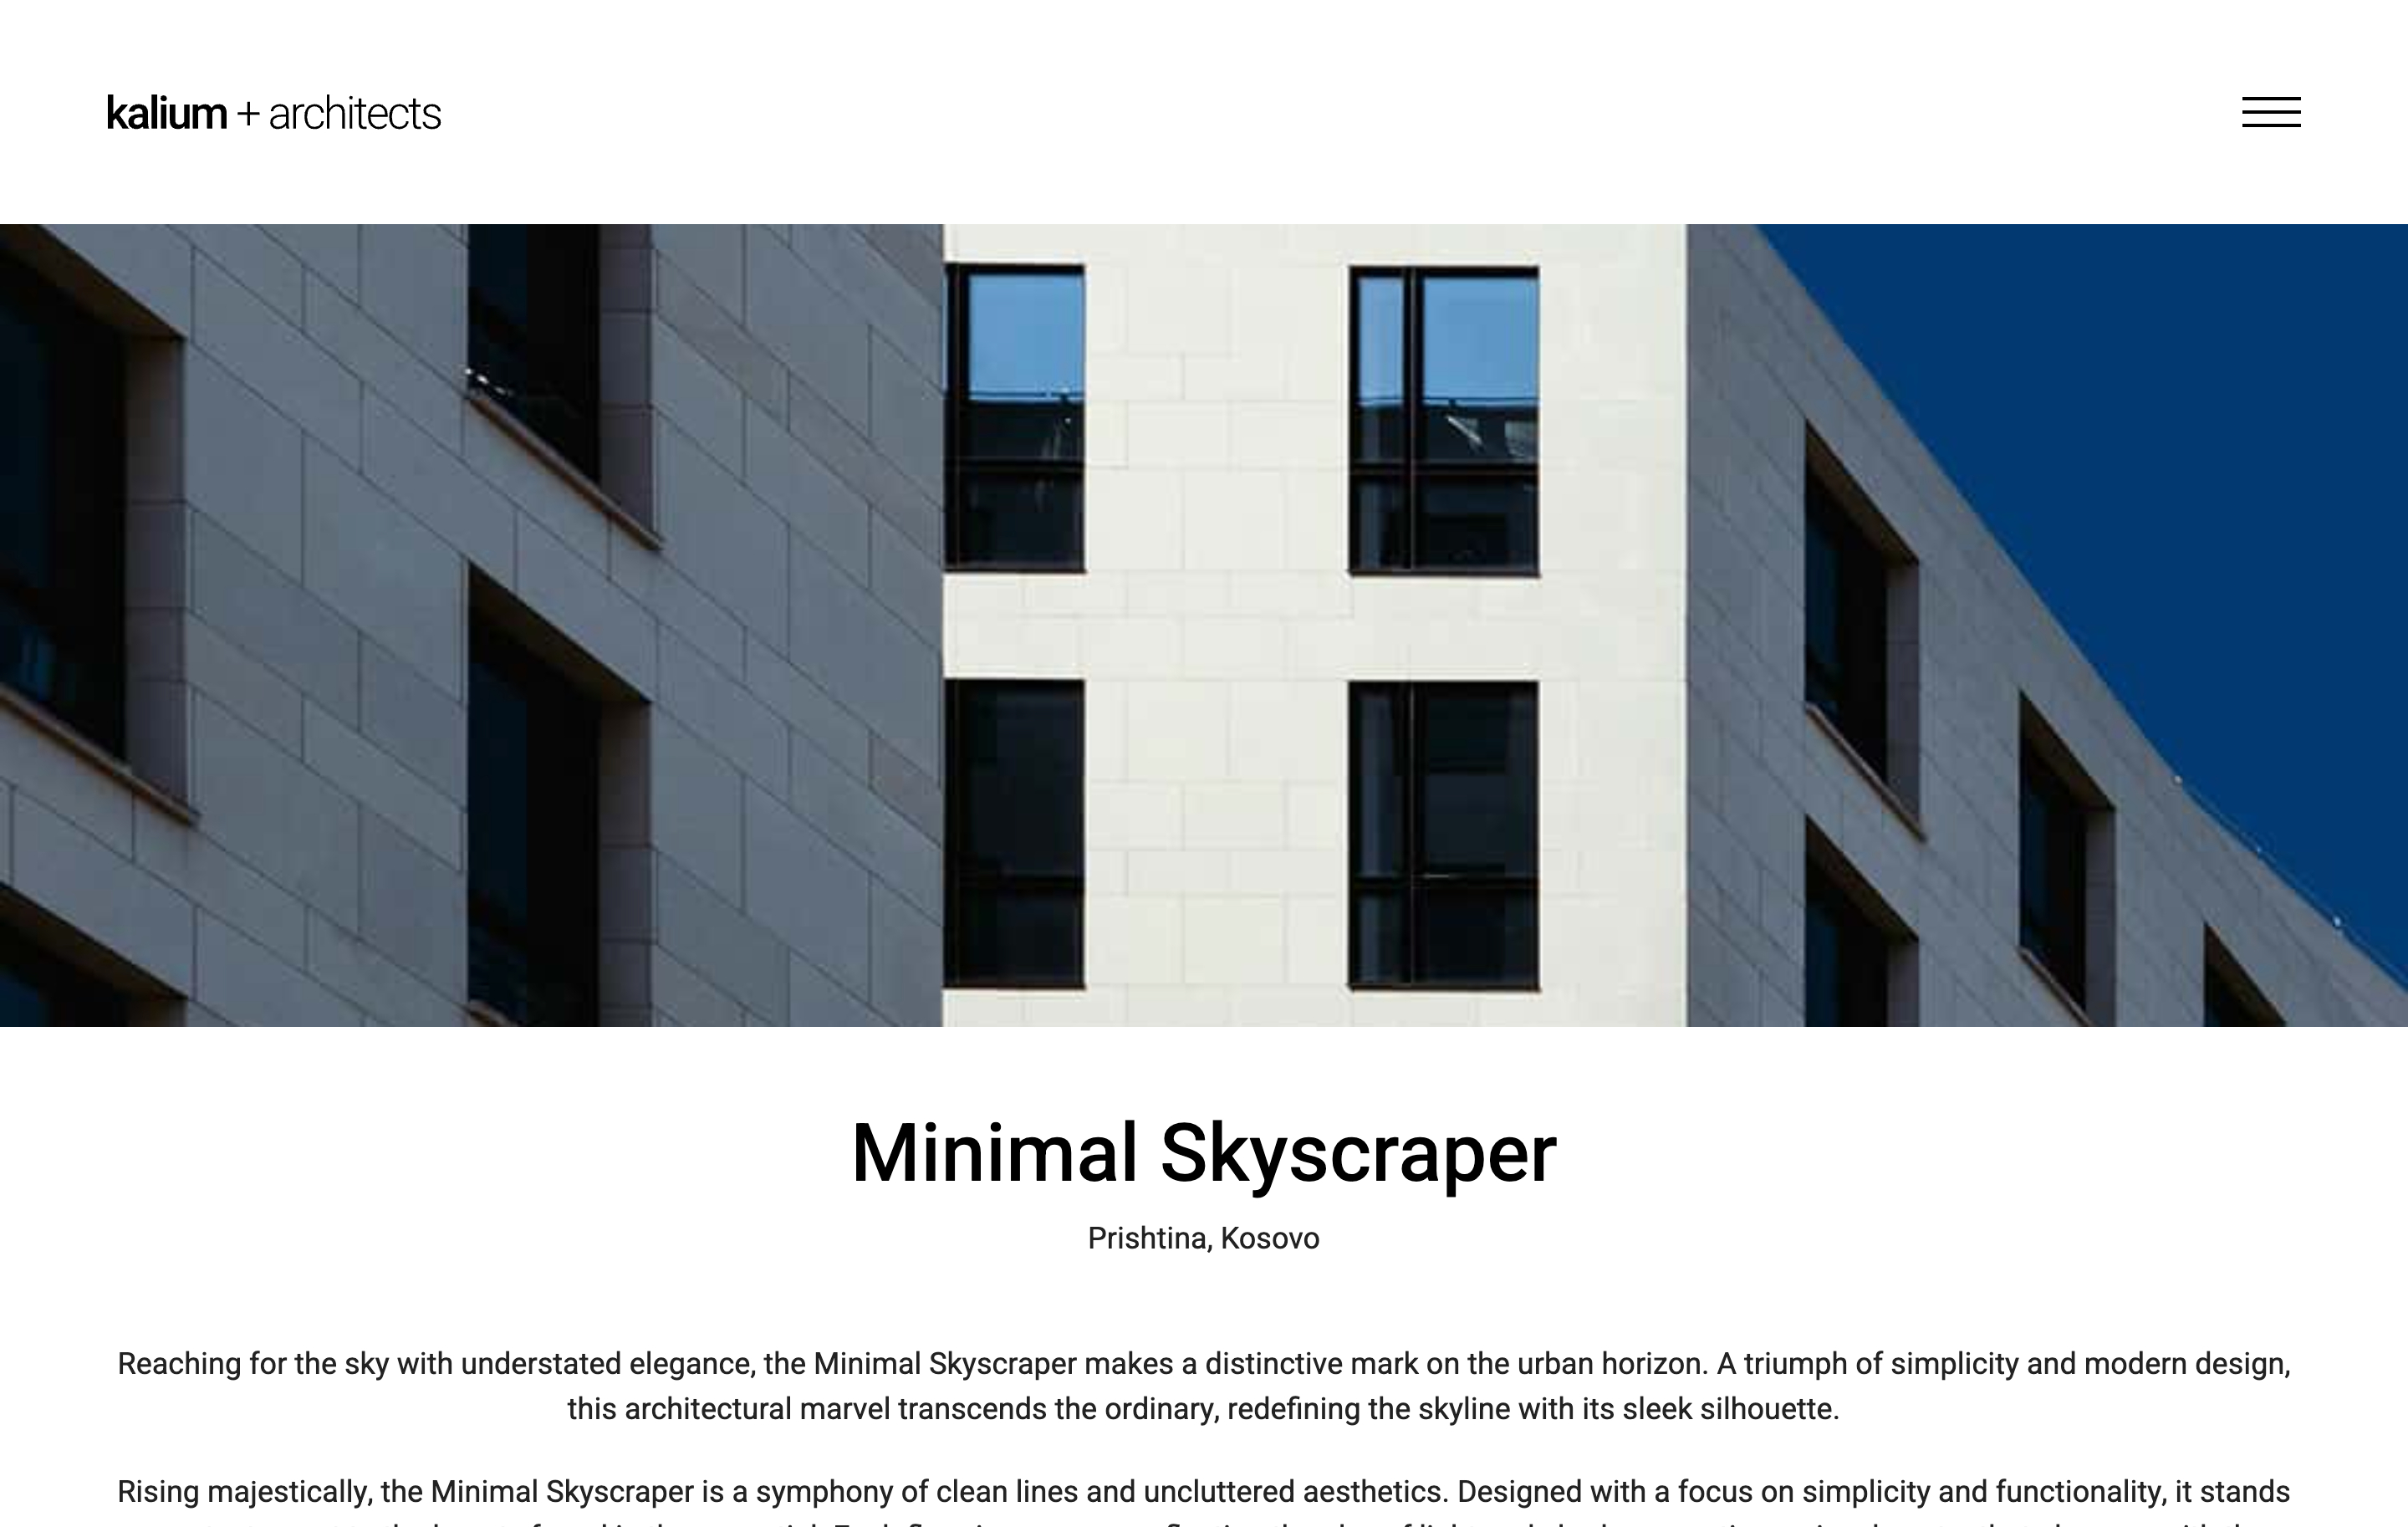 kalium + architects
Minimal Skyscraper
Prishtina, Kosovo
Reaching for the sky with understated elegance, the Minimal Skyscraper makes a distinctive mark on the urban horizon. A triumph of simplicity and modern design,
this architectural marvel transcends the ordinary, redefining the skyline with its sleek silhouette.
Rising majestically, the Minimal Skyscraper is a symphony of clean lines and uncluttered aesthetics. Designed with a focus on simplicity and functionality, it stands